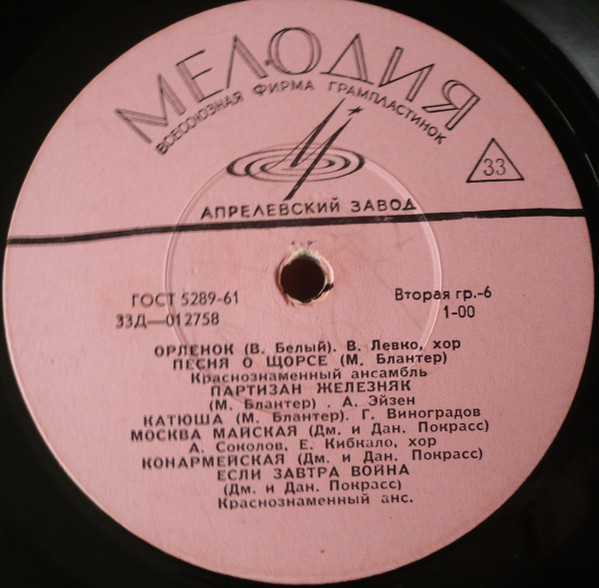 МЕЛОДИЯ
ВСЕСОЮЗНАЯ ФИРМА ГРАМПЛАСТИНОК
33
АПРЕЛЕВСКИЙ ЗАВОД
ГОСТ 5289-61
Вторая гр.-6
33Д—012758
1-00
ОРЛЕНОК (В. Белый). В. Левко, хор
ПЕСНЯ О ЩОРСЕ (М. Блантер)
Краснознаменный ансамбль
ПАРТИЗАН ЖЕЛЕЗНЯК
(М. Блантер) . А. Эйзен
КАТЮША (М. Блантер). Г. Виноградов
МОСКВА МАЙСКАЯ (Дм. и Дан. Покрасс)
А. Соколов, Е. Кибкало, хор
КОНАРМЕЙСКАЯ (Дм. и Дан. Покрасс)
ЕСЛИ ЗАВТРА ВОЙНА
(Дм. и Дан. Покрасс)
Краснознаменный анс.